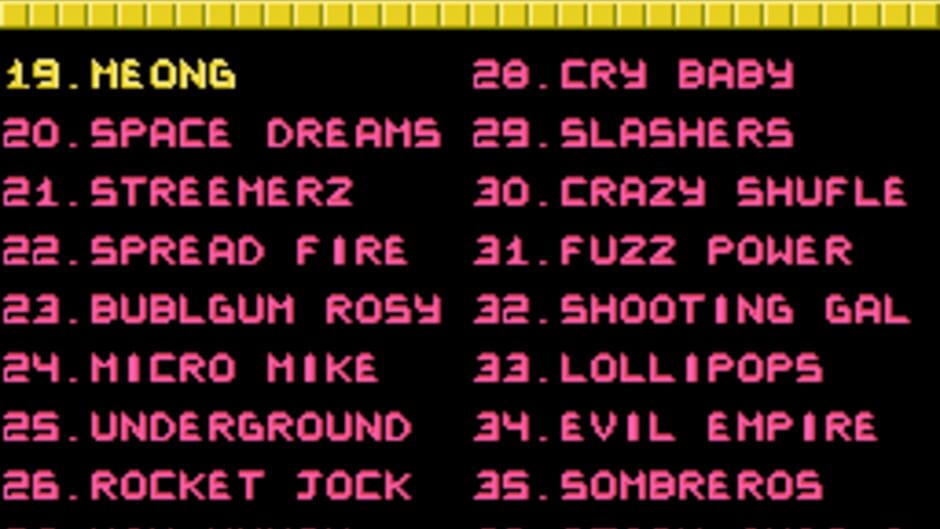 19.MEONG
20.SPACE DREAMS
21.STREEMERZ
22.SPREAD FIRE
23.BUBLGUM ROSY
24.MICRO MIKE
25.UNDERGROUND
26.ROCKET JOCK
28.CRY BABY
29.SLASHERS
30.CRAZY SHUFLE
31.FUZZ POWER
32.SHOOTING GAL
33.LOLLIPOPS
34.EVIL EMPIRE
35.SOMBREROS